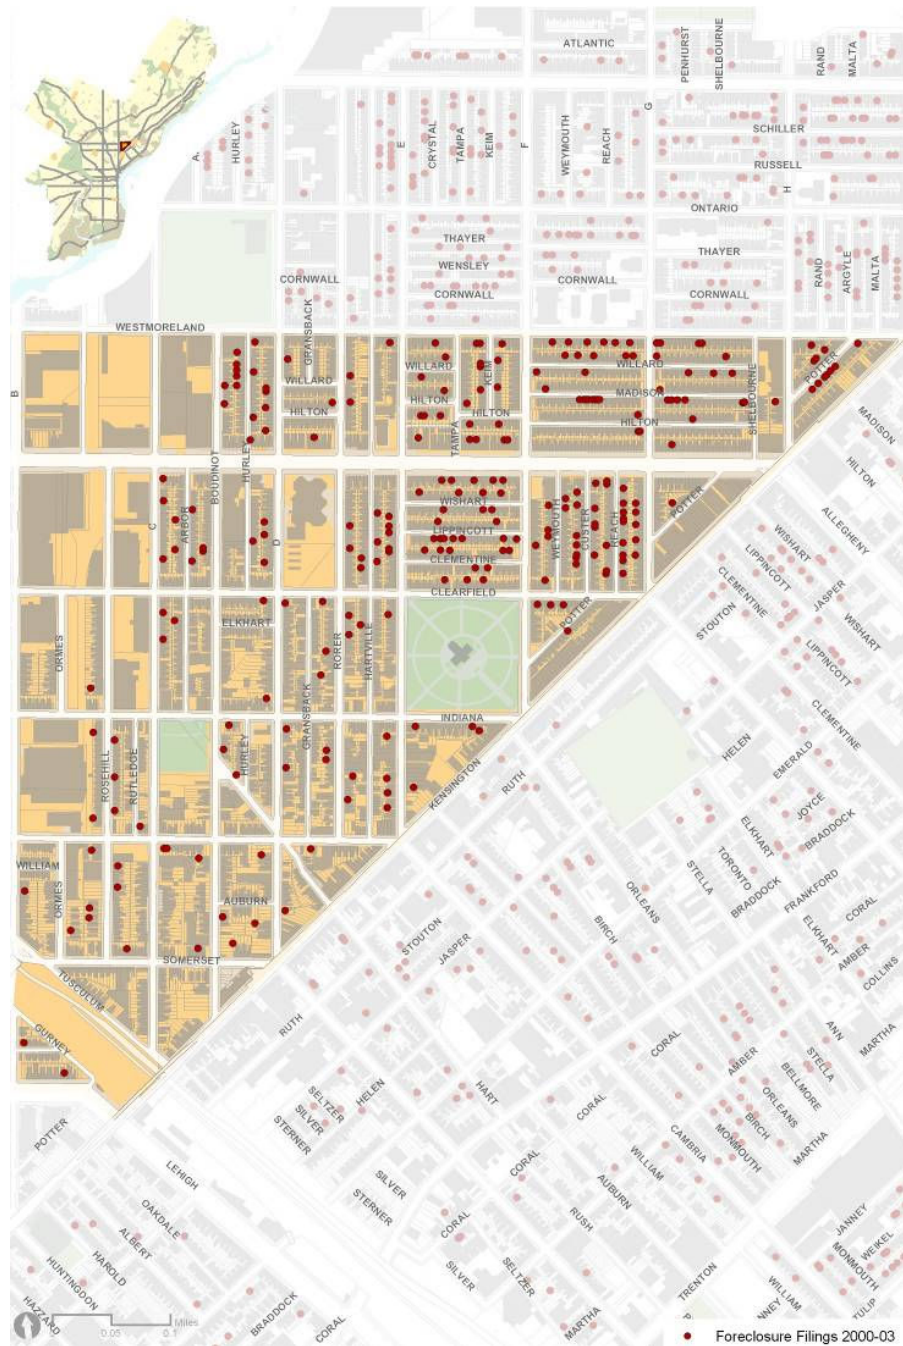 ATLANTIC
PENHURST
SHELBOURNE
RAND
MALTA
A
HURLEY
E
CRYSTAL
TAMPA
KEIM
F
WEYMOUTH
REACH
G
SCHILLER
RUSSELL
H
ONTARIO
THAYER
WENSLEY
CORNWALL
THAYER
CORNWALL
CORNWALL
GRANSBACK
CORNWALL
RAND
ARGYLE
MALTA
WESTMORELAND
B
WILLARD
HILTON
WILLARD
HILTON
TAMPA
KEIM
HILTON
WILLARD
MADISON
HILTON
SHELBOURNE
POTTER
MADISON
HILTON
ALLEGHENY
C
ARBOR
BOUDINOT
HURLEY
D
WISHART
LIPPINCOTT
CLEMENTINE
CLEARFIELD
WEYMOUTH
CUSTER
REACH
POTTER
WISHART
LIPPINCOTT
CLEMENTINE
STOUTON
JASPER
WISHART
LIPPINCOTT
CLEMENTINE
ORMES
ELKHART
GRANSBACK
RORER
HARTVILLE
POTTER
INDIANA
ROSEHILL
RUTLEDGE
HURLEY
KENSINGTON
RUTH
HELEN
EMERALD
JOYCE
BRADDOCK
ELKHART
TORONTO
STELLA
BRADDOCK
FRANKFORD
CORAL
ELKHART
AMBER
COLLINS
WILLIAM
ORMES
AUBURN
SOMERSET
STOUTON
JASPER
ORLEANS
BIRCH
TUSCULUM
GURNEY
RUTH
CORAL
AMBER
ANN
STELLA
MARTHA
BELLMORE
ORLEANS
BIRCH
MONMOUTH
MARTHA
SELTZER
SILVER
STERNER
HELEN
HART
CORAL
CAMBRIA
WILLIAM
AUBURN
RUSH
POTTER
LEHIGH
SILVER
STERNER
CORAL
CORAL
SILVER
SELTZER
MARTHA
TRENTON
JANNEY
WEIKEL
MONMOUTH
TULIP
WILLIAM
OAKDALE
ALBERT
HAROLD
HUNTINGDON
HAZZARD
BRADDOCK
CORAL
0.05 0.1 Miles
Foreclosure Filings 2000-03